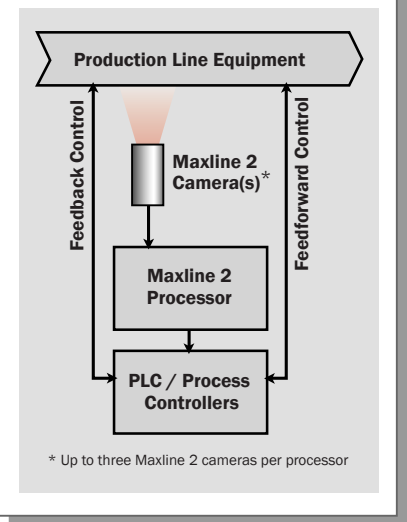 Production Line Equipment
Feedback Control
Maxline 2
Camera(s)*
Feedforward Control
Maxline 2
Processor
PLC / Process
Controllers
* Up to three Maxline 2 cameras per processor